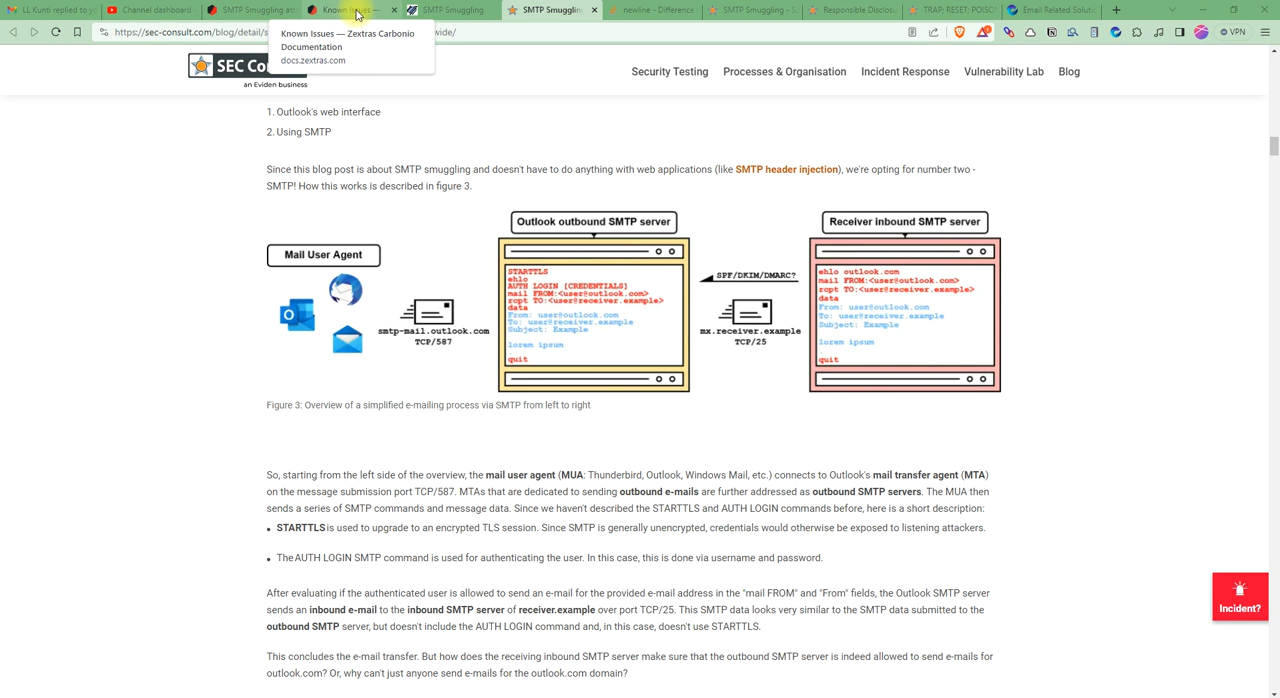 LL Kunti replied to yo
Channel dashboard
SMTP Smuggling att
Known Issues —
SMTP Smuggling
SMTP Smuggling
newline - Difference
SMTP Smuggling - S
Responsible Disclosu
TRAP; RESET; POISO
Email Related Soluti
https://sec-consult.com/blog/detail/s
wide/
VPN
Known Issues — Zextras Carbonio
Documentation
docs.zextras.com
SEC Co
an Eviden business
Security Testing
Processes & Organisation
Incident Response
Vulnerability Lab
Blog
1. Outlook's web interface
2. Using SMTP
Since this blog post is about SMTP smuggling and doesn't have to do anything with web applications (like SMTP header injection), we're opting for number two -
SMTP! How this works is described in figure 3.
Mail User Agent
smtp-mail.outlook.com
TCP/587
Outlook outbound SMTP server
STARTTLS
ehlo
AUTH LOGIN [CREDENTIALS]
mail FROM:<user@outlook.com>
rcpt TO:<user@receiver.example>
data
From: user@outlook.com
To: user@receiver.example
Subject: Example
lorem ipsum
quit
SPF/DKIM/DMARC?
mx.receiver.example
TCP/25
Receiver inbound SMTP server
ehlo outlook.com
mail FROM:<user@outlook.com>
rcpt TO:<user@receiver.example>
data
From: user@outlook.com
To: user@receiver.example
Subject: Example
lorem ipsum
quit
Figure 3: Overview of a simplified e-mailing process via SMTP from left to right
So, starting from the left side of the overview, the mail user agent (MUA: Thunderbird, Outlook, Windows Mail, etc.) connects to Outlook's mail transfer agent (MTA)
on the message submission port TCP/587. MTAs that are dedicated to sending outbound e-mails are further addressed as outbound SMTP servers. The MUA then
sends a series of SMTP commands and message data. Since we haven't described the STARTTLS and AUTH LOGIN commands before, here is a short description:
• STARTTLS is used to upgrade to an encrypted TLS session. Since SMTP is generally unencrypted, credentials would otherwise be exposed to listening attackers.
• The AUTH LOGIN SMTP command is used for authenticating the user. In this case, this is done via username and password.
After evaluating if the authenticated user is allowed to send an e-mail for the provided e-mail address in the "mail FROM" and "From" fields, the Outlook SMTP server
sends an inbound e-mail to the inbound SMTP server of receiver.example over port TCP/25. This SMTP data looks very similar to the SMTP data submitted to the
outbound SMTP server, but doesn't include the AUTH LOGIN command and, in this case, doesn't use STARTTLS.
This concludes the e-mail transfer. But how does the receiving inbound SMTP server make sure that the outbound SMTP server is indeed allowed to send e-mails for
outlook.com? Or, why can't just anyone send e-mails for the outlook.com domain?
Incident?